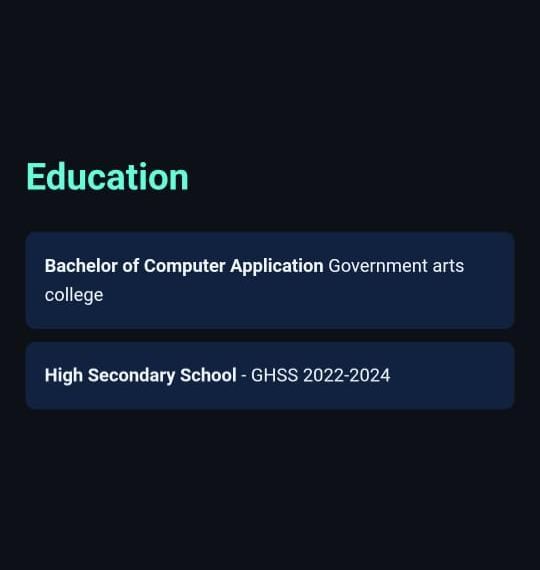 Education
Bachelor of Computer Application Government arts
college
High Secondary School - GHSS 2022-2024